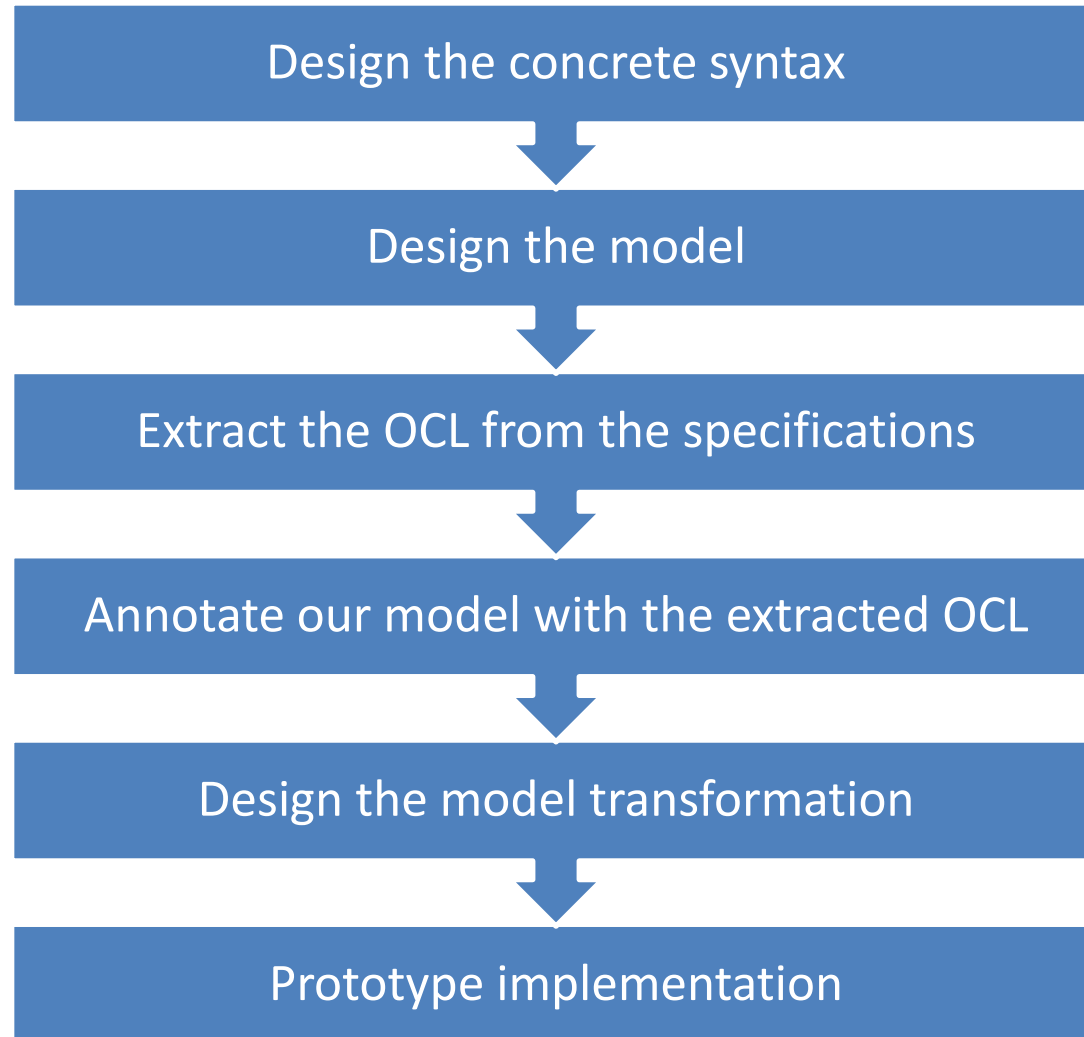 Design the concrete syntax
Design the model
Extract the OCL from the specifications
Annotate our model with the extracted OCL
Design the model transformation
Prototype implementation